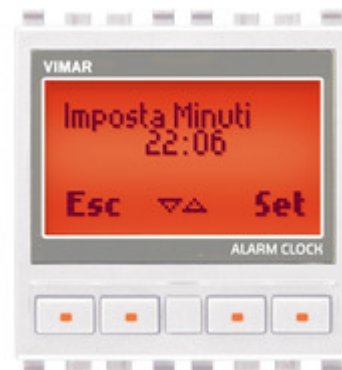 VIMAR
Imposta Minuti
22:06
Esc ▽△ Set
ALARM CLOCK